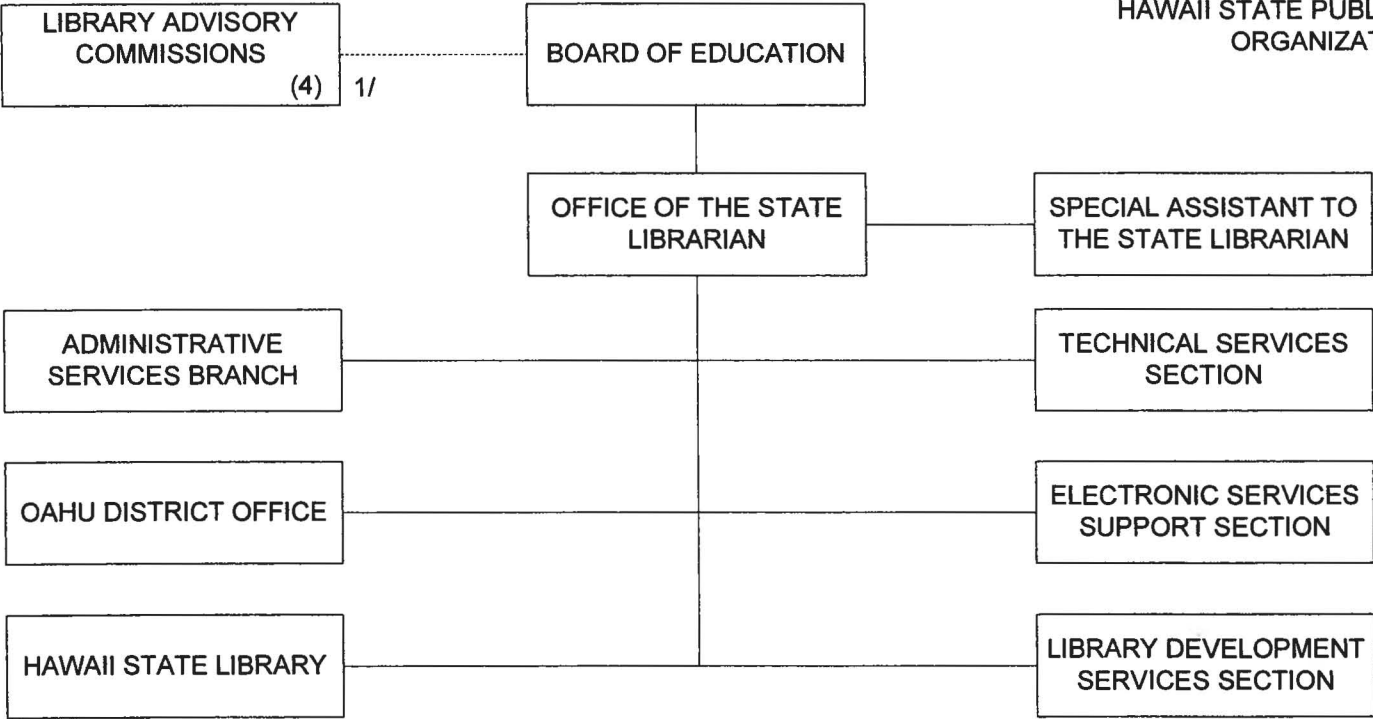 LIBRARY ADVISORY
COMMISSIONS
(4) 1/
BOARD OF EDUCATION
HAWAII STATE PUBL
ORGANIZAT
OFFICE OF THE STATE
LIBRARIAN
SPECIAL ASSISTANT TO
THE STATE LIBRARIAN
ADMINISTRATIVE
SERVICES BRANCH
TECHNICAL SERVICES
SECTION
OAHU DISTRICT OFFICE
ELECTRONIC SERVICES
SUPPORT SECTION
HAWAII STATE LIBRARY
LIBRARY DEVELOPMENT
SERVICES SECTION